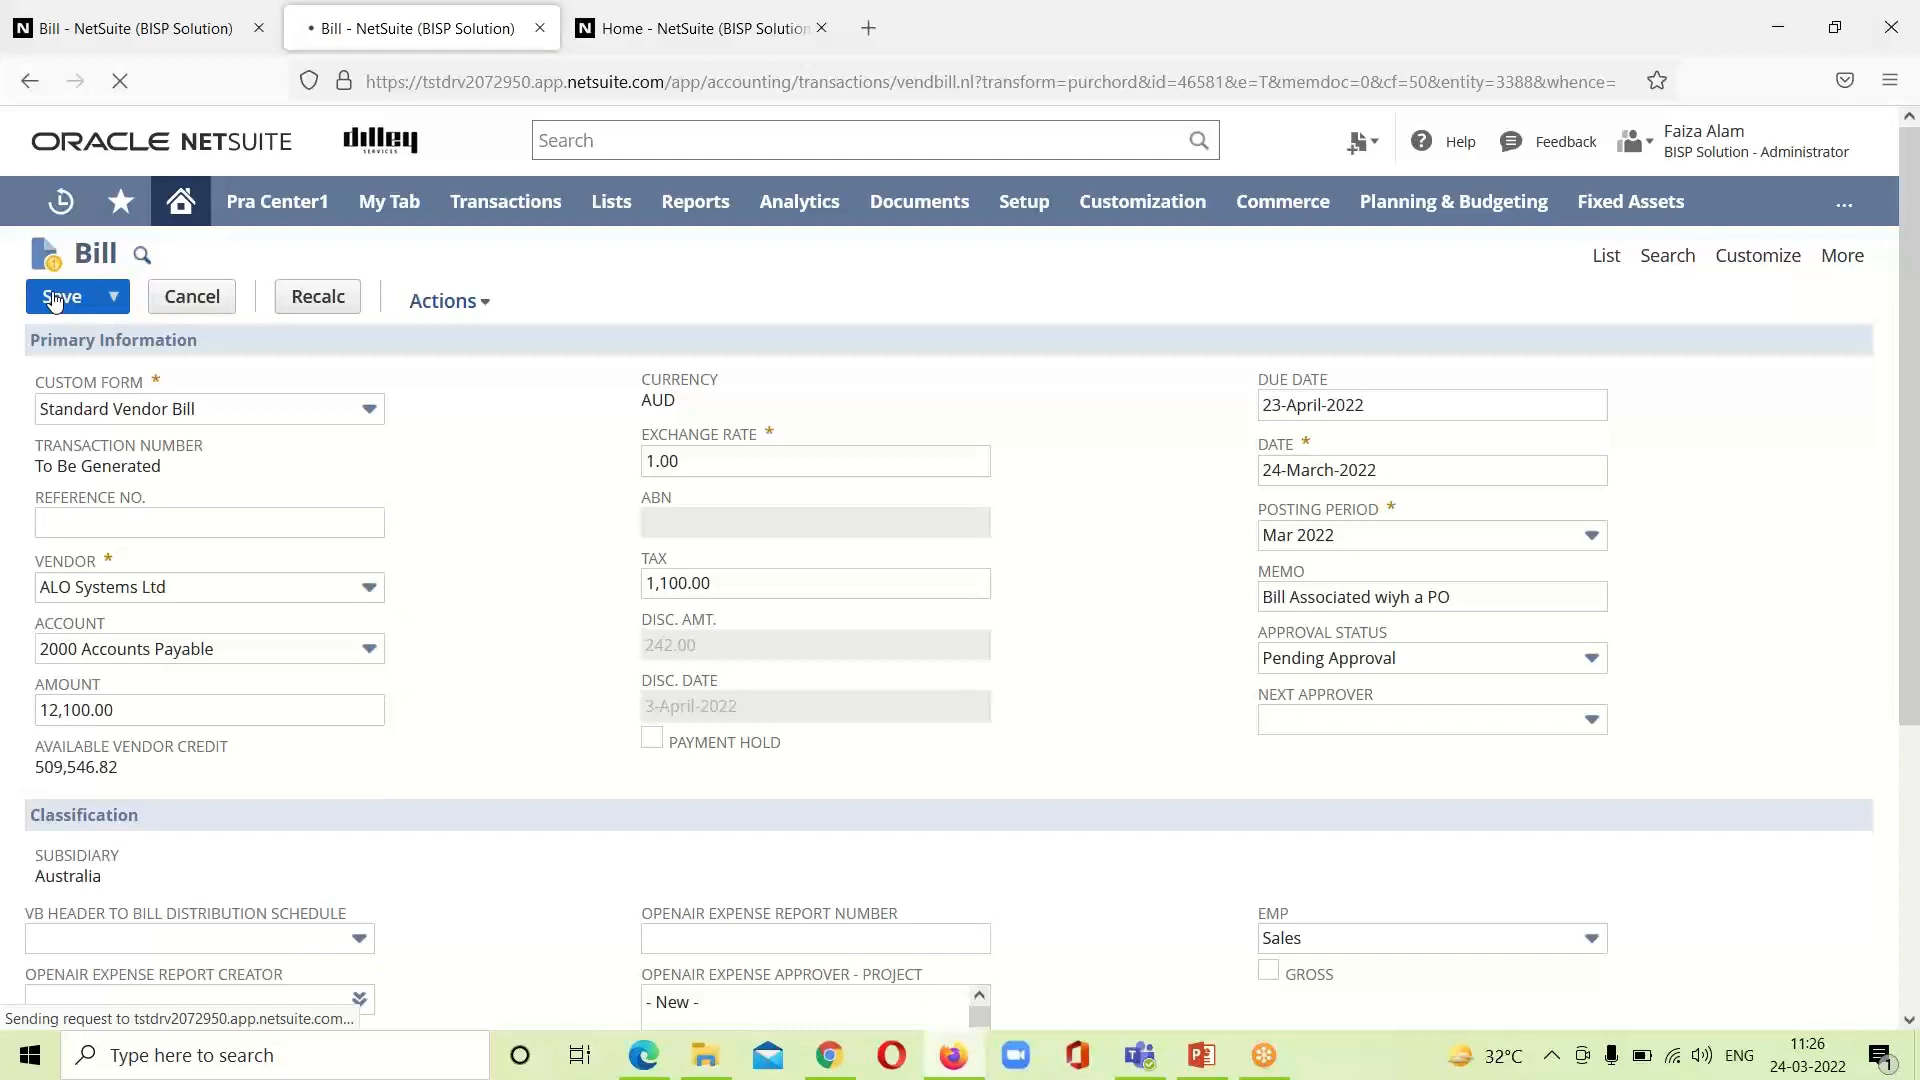 Bill - NetSuite (BISP Solution)
Bill - NetSuite (BISP Solution)
Home - NetSuite (BISP Solution
https://tstdrv2072950.app.netsuite.com/app/accounting/transactions/vendbill.nl?transform=purchord&id=46581&e=T&memdoc=0&cf=50&entity=3388&whence=
ORACLE NETSUITE
dilley
SERVICES
Search
Help
Feedback
Faiza Alam
BISP Solution - Administrator
Pra Center1
My Tab
Transactions
Lists
Reports
Analytics
Documents
Setup
Customization
Commerce
Planning & Budgeting
Fixed Assets
...
Bill
List
Search
Customize
More
Save
Cancel
Recalc
Actions
Primary Information
CUSTOM FORM *
Standard Vendor Bill
TRANSACTION NUMBER
To Be Generated
REFERENCE NO.
VENDOR *
ALO Systems Ltd
ACCOUNT
2000 Accounts Payable
AMOUNT
12,100.00
AVAILABLE VENDOR CREDIT
509,546.82
CURRENCY
AUD
EXCHANGE RATE *
1.00
ABN
TAX
1,100.00
DISC. AMT.
242.00
DISC. DATE
3-April-2022
PAYMENT HOLD
DUE DATE
23-April-2022
DATE *
24-March-2022
POSTING PERIOD *
Mar 2022
MEMO
Bill Associated wiyh a PO
APPROVAL STATUS
Pending Approval
NEXT APPROVER
Classification
SUBSIDIARY
Australia
VB HEADER TO BILL DISTRIBUTION SCHEDULE
OPENAIR EXPENSE REPORT CREATOR
OPENAIR EXPENSE REPORT NUMBER
OPENAIR EXPENSE APPROVER - PROJECT
- New -
EMP
Sales
GROSS
Sending request to tstdrv2072950.app.netsuite.com...
Type here to search
32°C
ENG
11:26
24-03-2022
1